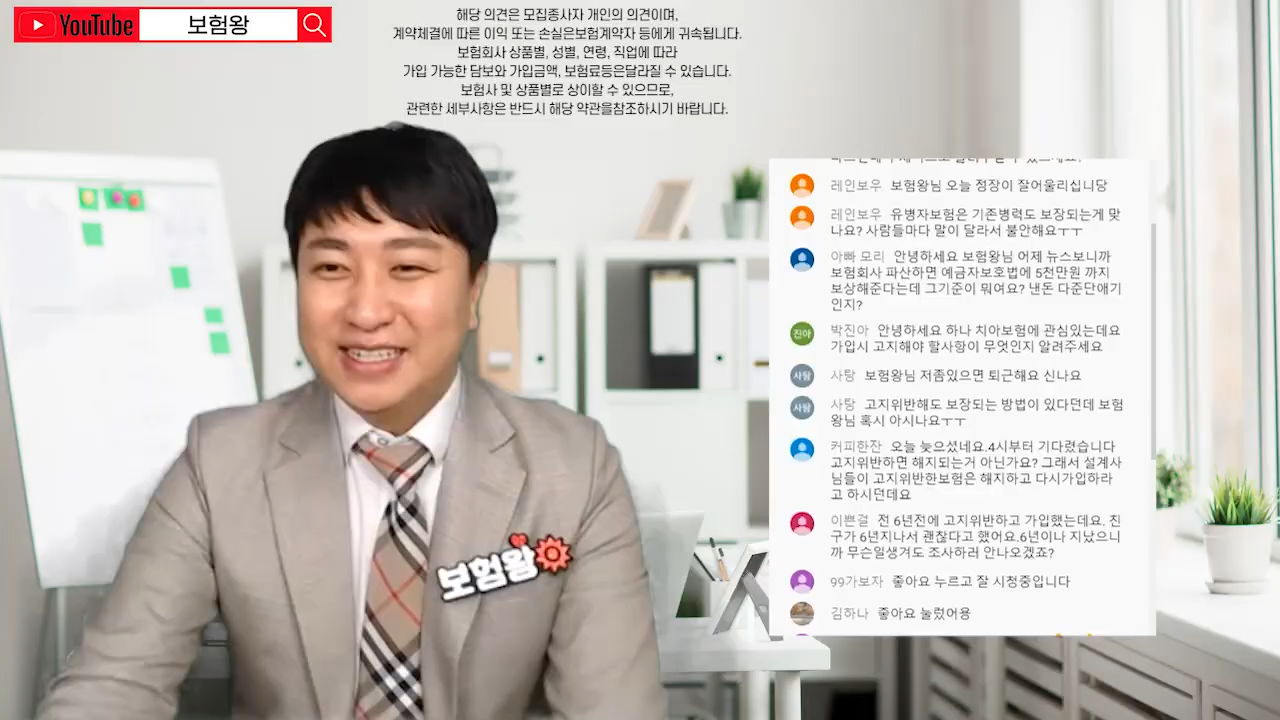 YouTube 보험왕
해당 의견은 모집종사자 개인의 의견이며,
계약체결에 따른 이익 또는 손실은보험계약자 등에게 귀속됩니다.
보험회사 상품별, 성별, 연령, 직업에 따라
가입 가능한 담보와 가입금액, 보험료등은달라질 수 있습니다.
보험사 및 상품별로 상이할 수 있으므로,
관련한 세부사항은 반드시 해당 약관을참조하시기 바랍니다.
레인보우 보험왕님 오늘 정장이 잘어울리십니당
레인보우 유병자보험은 기존병력도 보장되는게 맞
나요? 사람들마다 말이 달라서 불안해요ㅜㅜ
아빠 모리 안녕하세요 보험왕님 어제 뉴스보니까
보험회사 파산하면 예금자보호법에 5천만원 까지
보상해준다는데 그기준이 뭐여요? 낸돈 다준단얘기
인지?
진아 박진아 안녕하세요 하나 치아보험에 관심있는데요
가입시 고지해야 할사항이 무엇인지 알려주세요
사탕 사탕 보험왕님 저좀있으면 퇴근해요 신나요
사탕 사탕 고지위반해도 보장되는 방법이 있다던데 보험
왕님 혹시 아시나요ㅜㅜ
커피한잔 오늘 늦으셨네요.4시부터 기다렸습니다
고지위반하면 해지되는거 아닌가요? 그래서 설계사
님들이 고지위반한보험은 해지하고 다시가입하라
고 하시던데요
이쁜걸 전 6년전에 고지위반하고 가입했는데요. 친
구가 6년지나서 괜찮다고 했어요.6년이나 지났으니
까 무슨일생겨도 조사하러 안나오겠죠?
99가보자 좋아요 누르고 잘 시청중입니다
김하나 좋아요 눌렀어용
보험왕